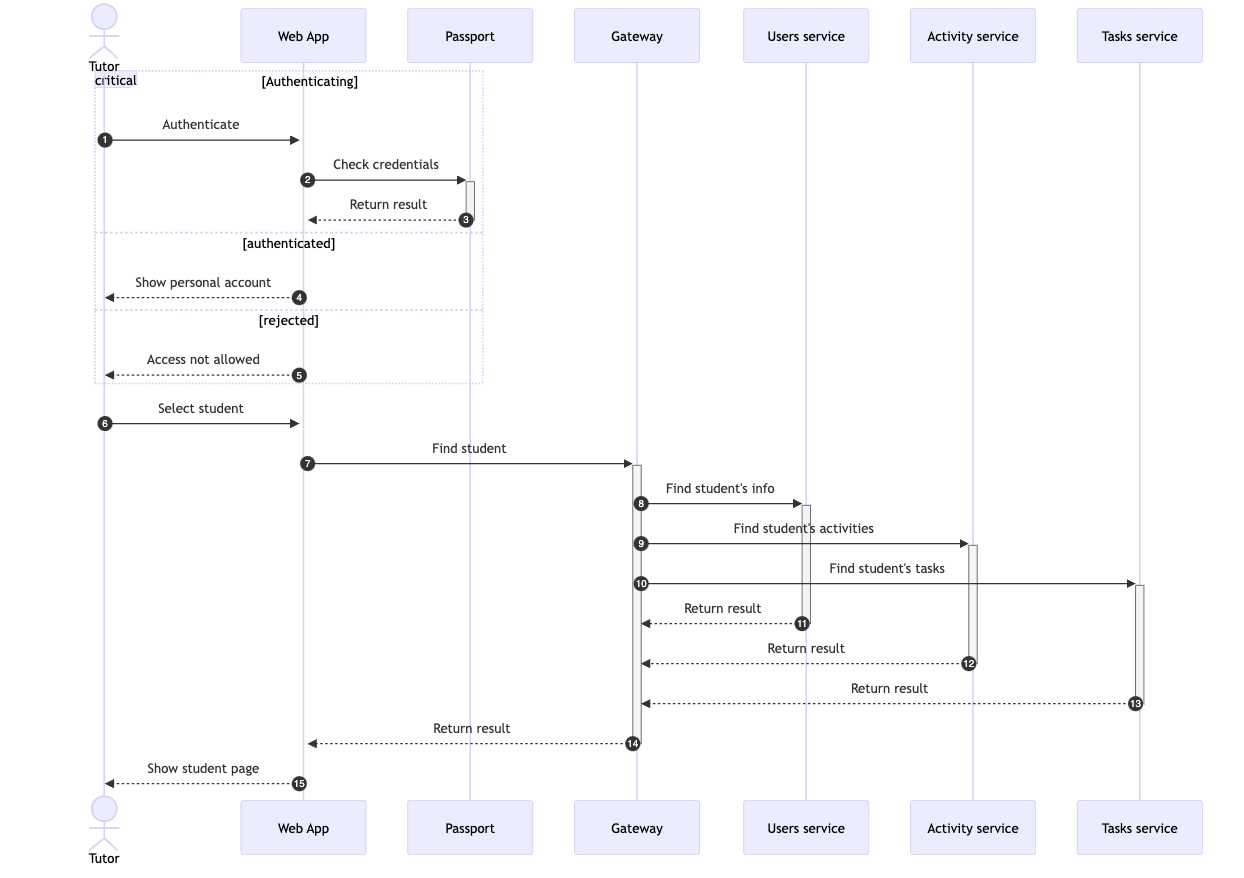 Web App
Passport
Gateway
Users service
Activity service
Tasks service
Tutor
critical
[Authenticating]
1
Authenticate
2
Check credentials
3
Return result
[authenticated]
4
Show personal account
[rejected]
5
Access not allowed
6
Select student
7
Find student
8
Find student's info
9
Find student's activities
10
Find student's tasks
11
Return result
12
Return result
13
Return result
14
Return result
15
Show student page
Web App
Passport
Gateway
Users service
Activity service
Tasks service
Tutor